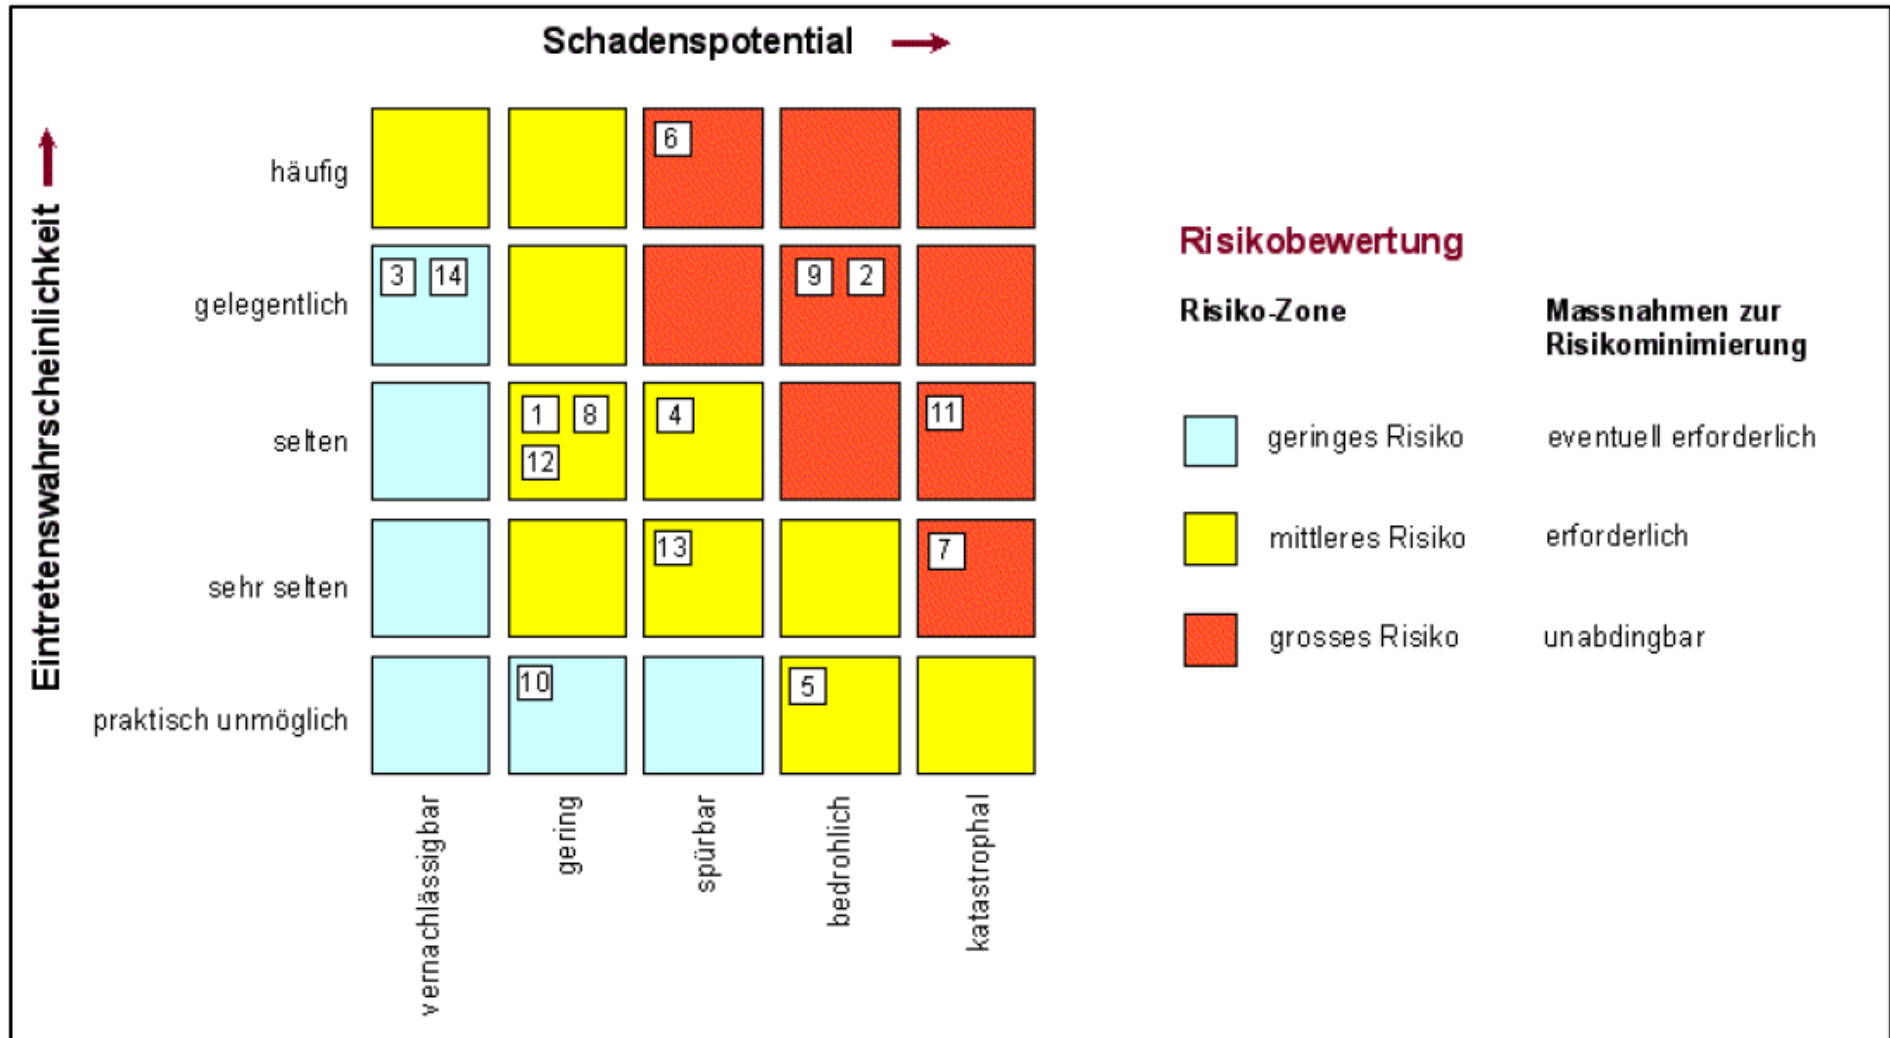 Schadenspotential
Eintretenswahrscheinlichkeit
häufig
6
gelegentlich
3 14
9 2
selten
1 8
12
4
11
sehr selten
13
7
praktisch unmöglich
10
5
vernachlässigbar
gering
spürbar
bedrohlich
katastrophal
Risikobewertung
Risiko-Zone
Massnahmen zur
Risikominimierung
geringes Risiko
eventuell erforderlich
mittleres Risiko
erforderlich
grosses Risiko
unabdingbar